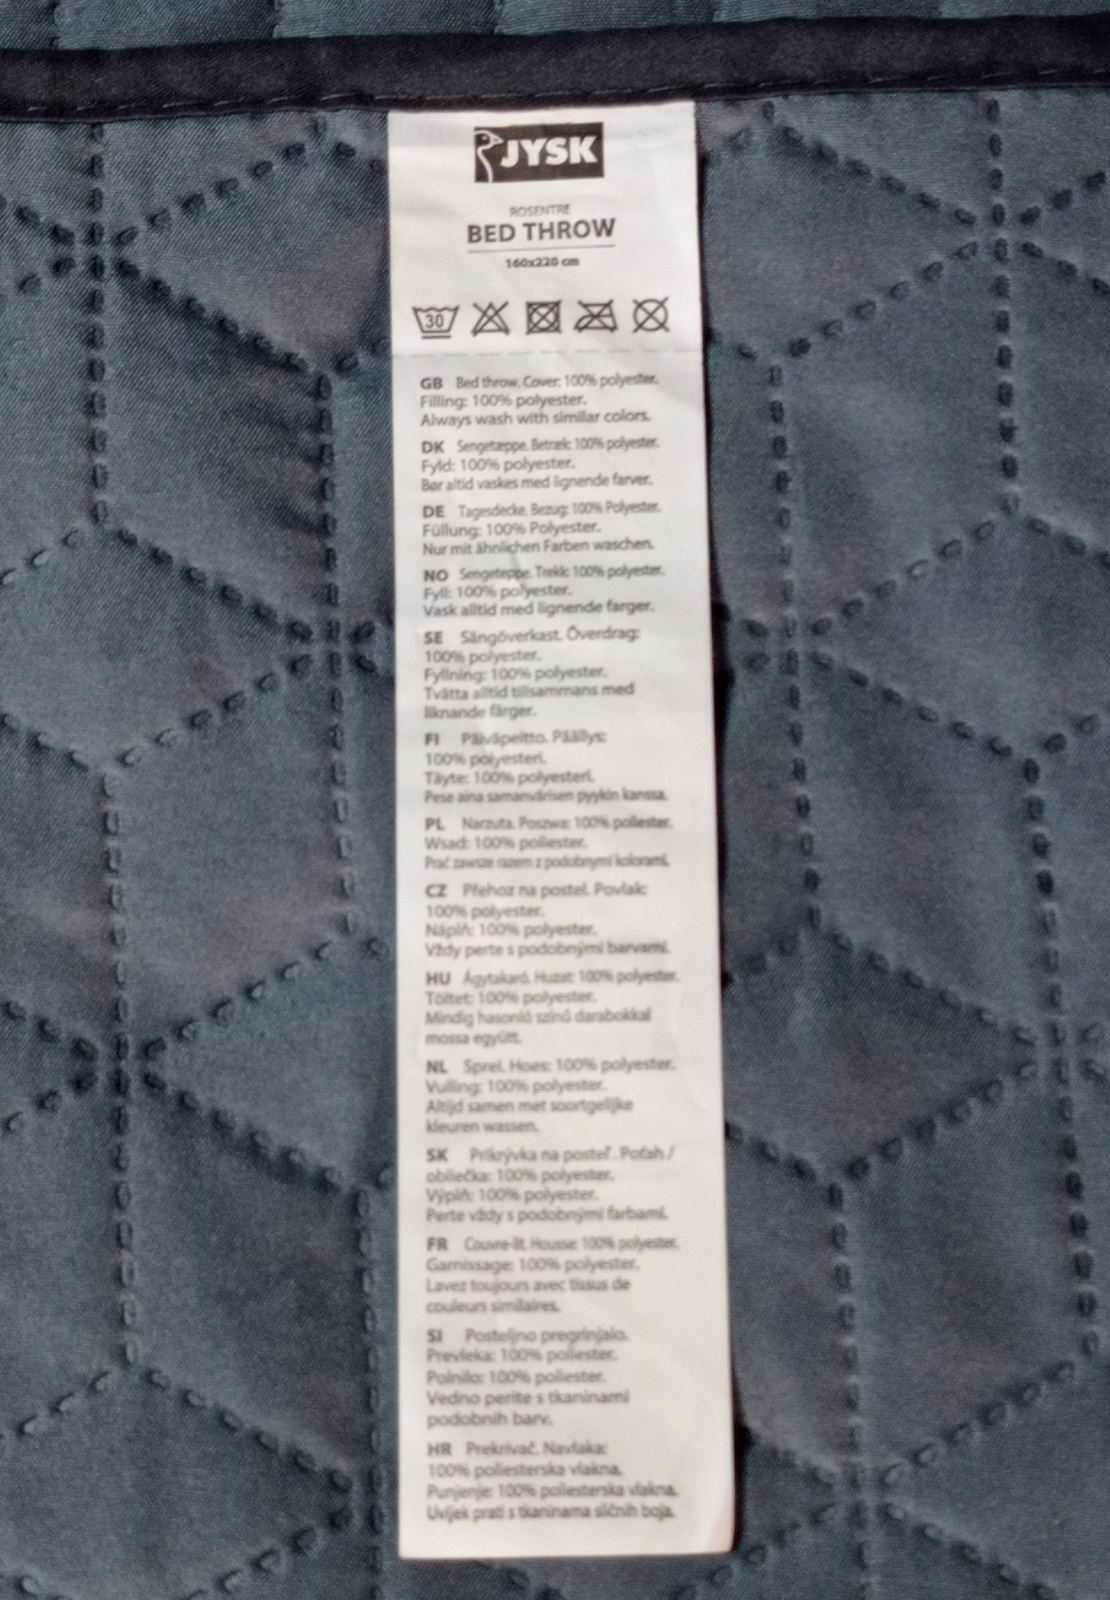 JYSK
ROSENTRE
BED THROW
160x220 cm
30
GB Bed throw. Cover: 100% polyester.
Filling: 100% polyester.
Always wash with similar colors.
DK Sengetæppe. Betræk: 100% polyester.
Fyld: 100% polyester.
Bør altid vaskes med lignende farver.
DE Tagesdecke. Bezug: 100% Polyester.
Füllung: 100% Polyester.
Nur mit ähnlichen Farben waschen.
NO Sengeteppe. Trekk: 100% polyester.
Fyll: 100% polyester.
Vask alltid med lignende farger.
SE Sängöverkast. Överdrag:
100% polyester.
Fyllning: 100% polyester.
Tvätta alltid tillsammans med
liknande färger.
FI Päiväpeitto. Päällys:
100% polyesteri.
Täyte: 100% polyesteri.
Pese aina samanvärisen pyykin kanssa.
PL Narzuta. Poszwa: 100% poliester.
Wsad: 100% poliester.
Prać zawsze razem z podobnymi kolorami.
CZ Přehoz na postel. Povlak:
100% polyester.
Náplň: 100% polyester.
Vždy perte s podobnými barvami.
HU Ágytakaró. Huzat: 100% polyester.
Töltet: 100% polyester.
Mindig hasonló színű darabokkal
mossa együtt.
NL Sprei. Hoes: 100% polyester.
Vulling: 100% polyester.
Altijd samen met soortgelijke
kleuren wassen.
SK Prikrývka na posteľ. Poťah /
obliečka: 100% polyester.
Výplň: 100% polyester.
Perte vždy s podobnými farbami.
FR Couvre-lit. Housse: 100% polyester.
Garnissage: 100% polyester.
Lavez toujours avec tissus de
couleurs similaires.
SI Posteljno pregrinjalo.
Prevleka: 100% poliester.
Polnilo: 100% poliester.
Vedno perite s tkaninami
podobnih barv.
HR Prekrivač. Navlaka:
100% poliesterska vlakna.
Punjenje: 100% poliesterska vlakna.
Uvijek prati s tkaninama sličnih boja.